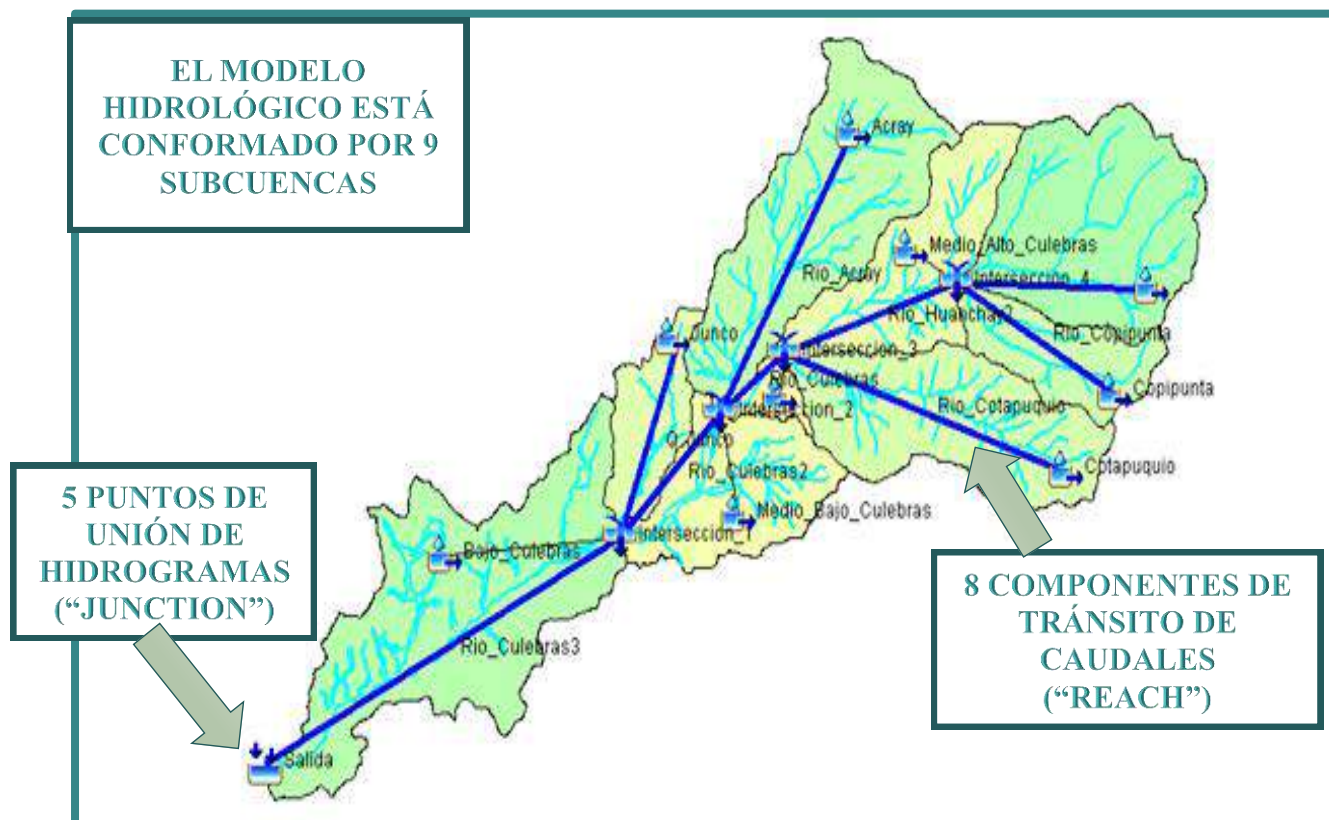 EL MODELO
HIDROLÓGICO ESTÁ
CONFORMADO POR 9
SUBCUENCAS
Acray
Medio_Alto_Culebras
Rio_Acray
Interseccion_4
Rio_Huanchay2
Junco
Rio_Copipunta
Interseccion_3
Rio_Culebras
Copipunta
Rio_Cotapuquio
Interseccion_2
Q_Junco
Rio_Culebras2
Cotapuquio
Medio_Bajo_Culebras
Interseccion_1
Bajo_Culebras
Rio_Culebras3
Salida
5 PUNTOS DE
UNIÓN DE
HIDROGRAMAS
(“JUNCTION”)
8 COMPONENTES DE
TRÁNSITO DE
CAUDALES
(“REACH”)